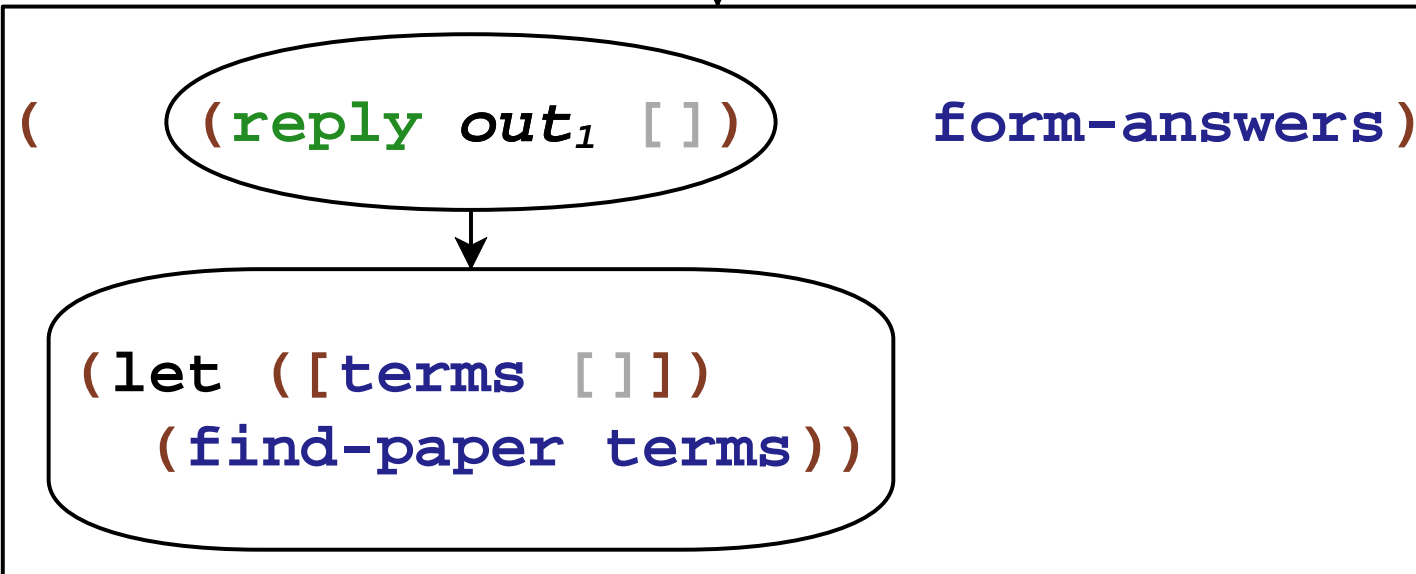 ( (reply out₁ []) form-answers)
(let ([terms []])
(find-paper terms))